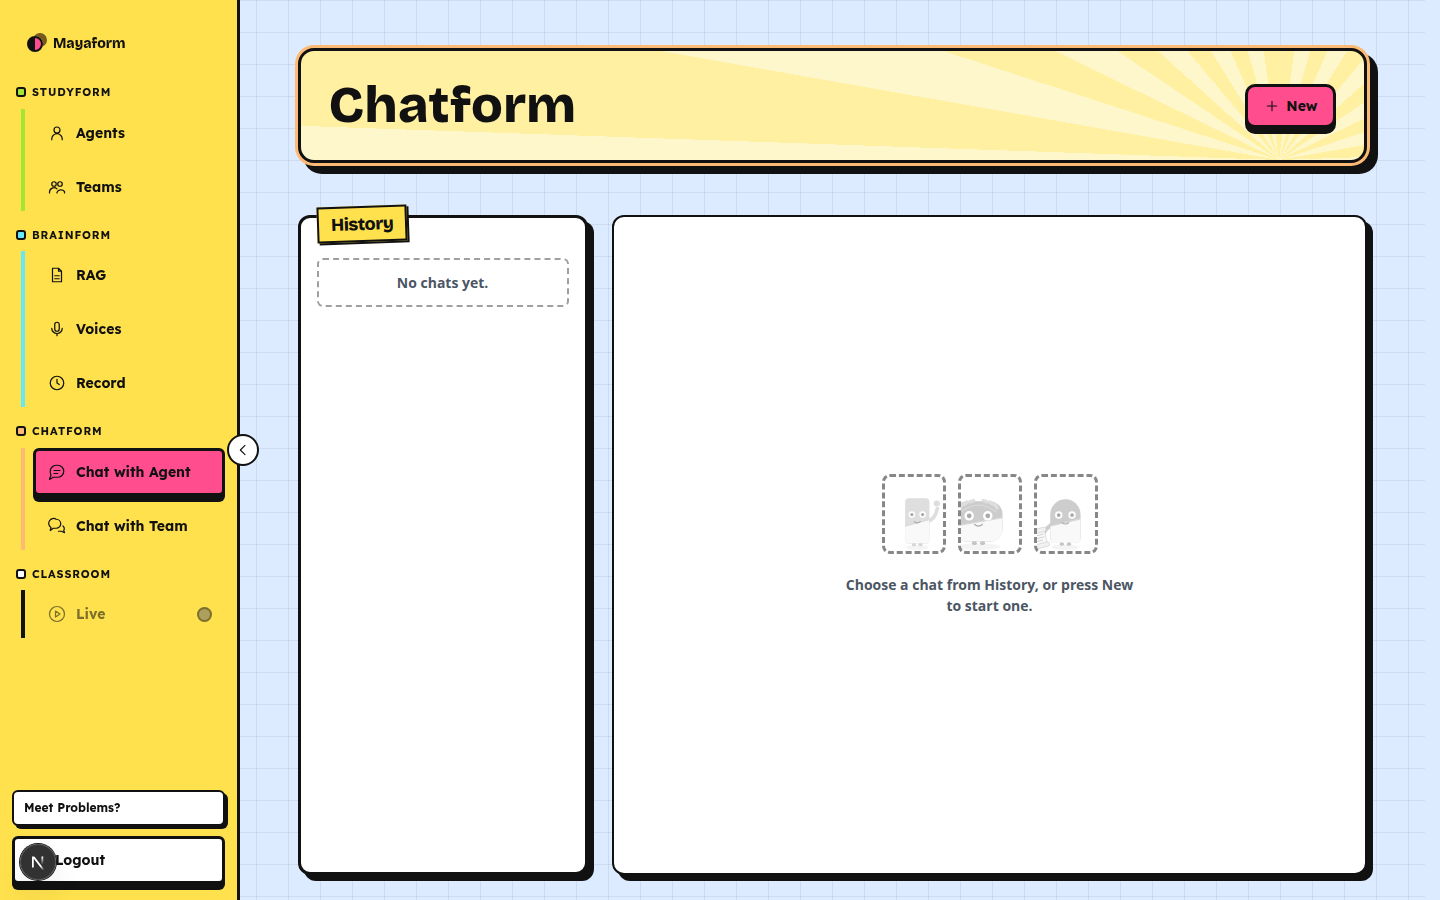 Mayaform
STUDYFORM
Agents
Teams
BRAINFORM
RAG
Voices
Record
CHATFORM
Chat with Agent
Chat with Team
CLASSROOM
Live
Meet Problems?
Logout
N
Chatform
New
History
No chats yet.
Choose a chat from History, or press New
to start one.